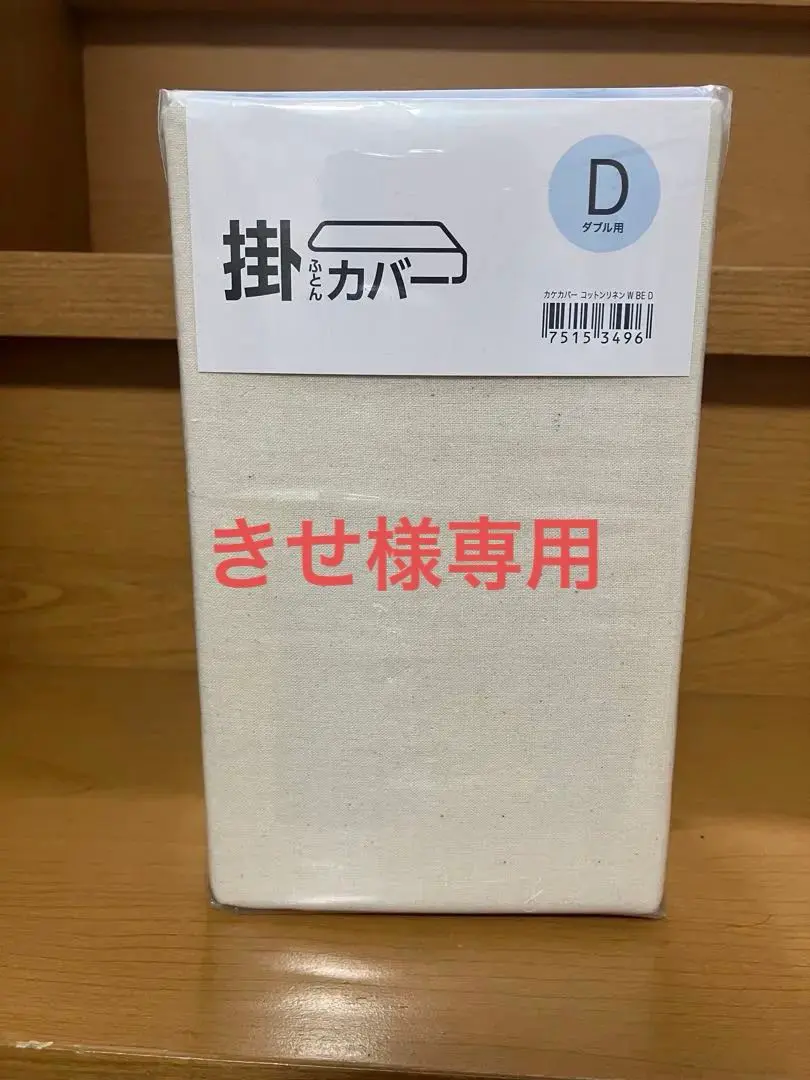 D
ダブル用
掛ふとんカバー
カケカバー コットンリネン W BE D
7515 3496
きせ様専用